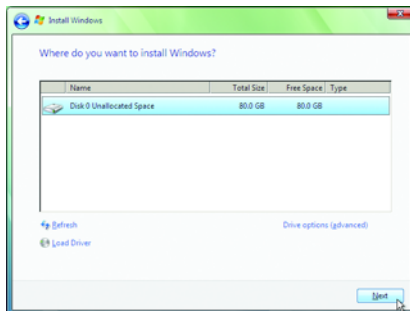 Install Windows
Where do you want to install Windows?
Name Total Size Free Space Type
Disk 0 Unallocated Space 80.0 GB 80.0 GB
Refresh Drive options (advanced)
Load Driver
Next